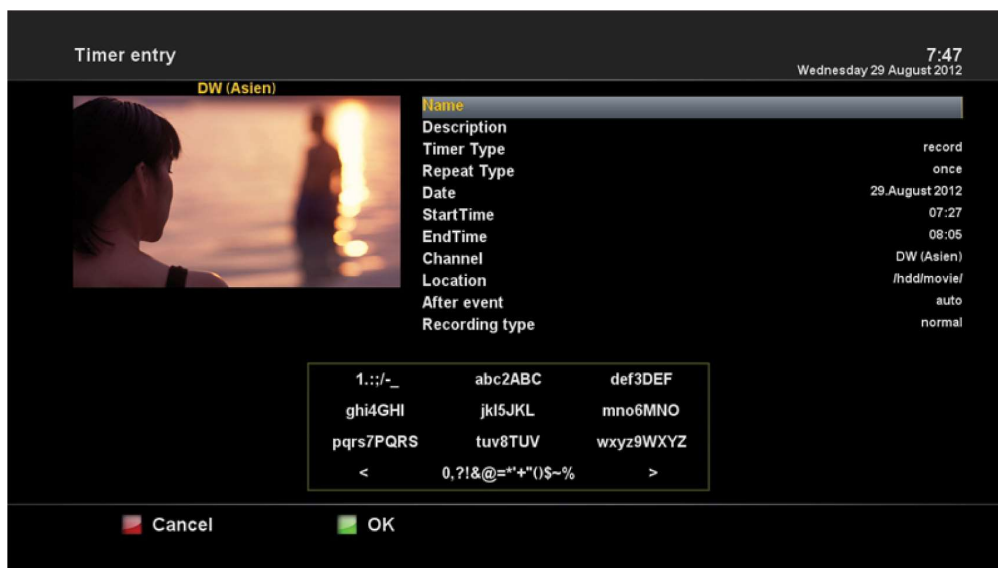 Timer entry
7:47
Wednesday 29 August 2012
DW (Asien)
Name
Description
Timer Type record
Repeat Type once
Date 29.August 2012
StartTime 07:27
EndTime 08:05
Channel DW (Asien)
Location /hdd/movie/
After event auto
Recording type normal
1.:;/-_ abc2ABC def3DEF
ghi4GHI jkl5JKL mno6MNO
pqrs7PQRS tuv8TUV wxyz9WXYZ
< 0,?!&@=*'+"()$~% >
Cancel OK